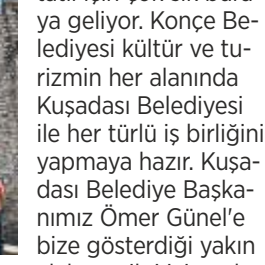 ya geliyor. Konçe Be-
lediyesi kültür ve tu-
rizmin her alanında
Kuşadası Belediyesi
ile her türlü iş birliğini
yapmaya hazır. Kuşa-
dası Belediye Başka-
nımız Ömer Günel'e
bize gösterdiği yakın